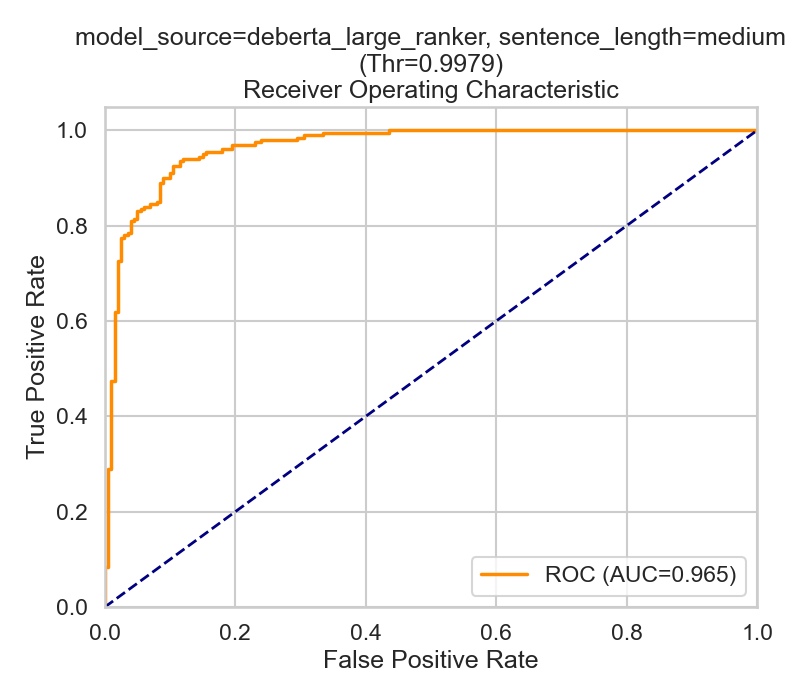 model_source=deberta_large_ranker, sentence_length=medium
(Thr=0.9979)
Receiver Operating Characteristic
1.0
0.8
0.6
0.4
0.2
0.0
True Positive Rate
ROC (AUC=0.965)
0.0 0.2 0.4 0.6 0.8 1.0
False Positive Rate